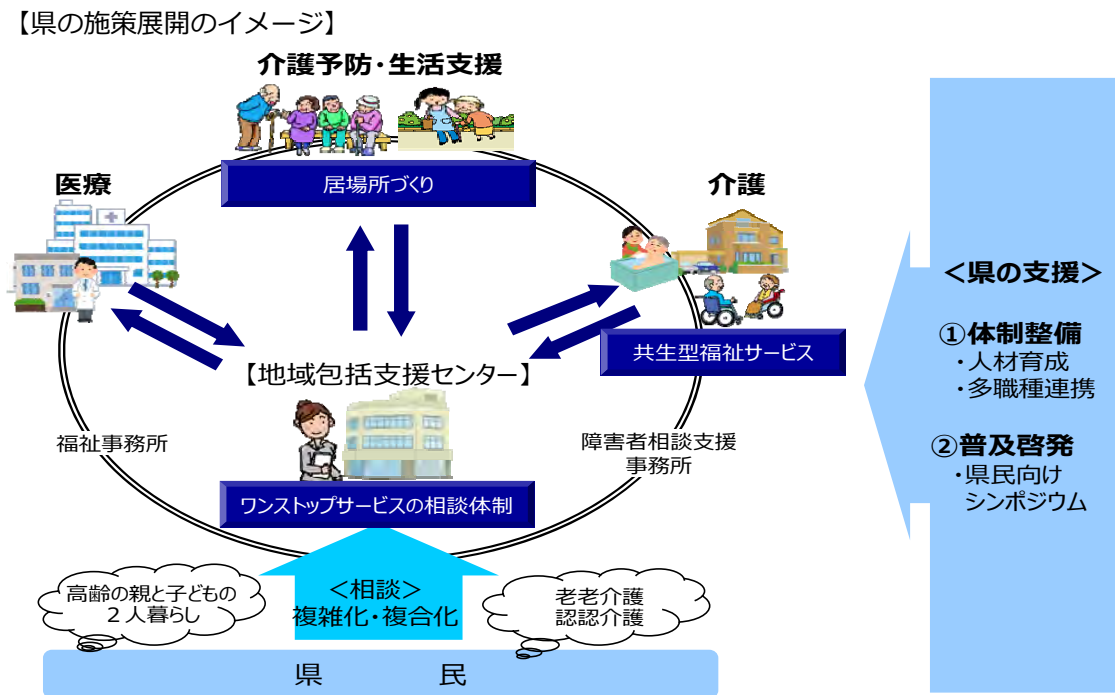 【県の施策展開のイメージ】
介護予防・生活支援
居場所づくり
医療
介護
共生型福祉サービス
【地域包括支援センター】
福祉事務所
障害者相談支援
事務所
ワンストップサービスの相談体制
高齢の親と子どもの
２人暮らし
＜相談＞
複雑化・複合化
老老介護
認認介護
県　　　民
＜県の支援＞
①体制整備
・人材育成
・多職種連携
②普及啓発
・県民向け
シンポジウム